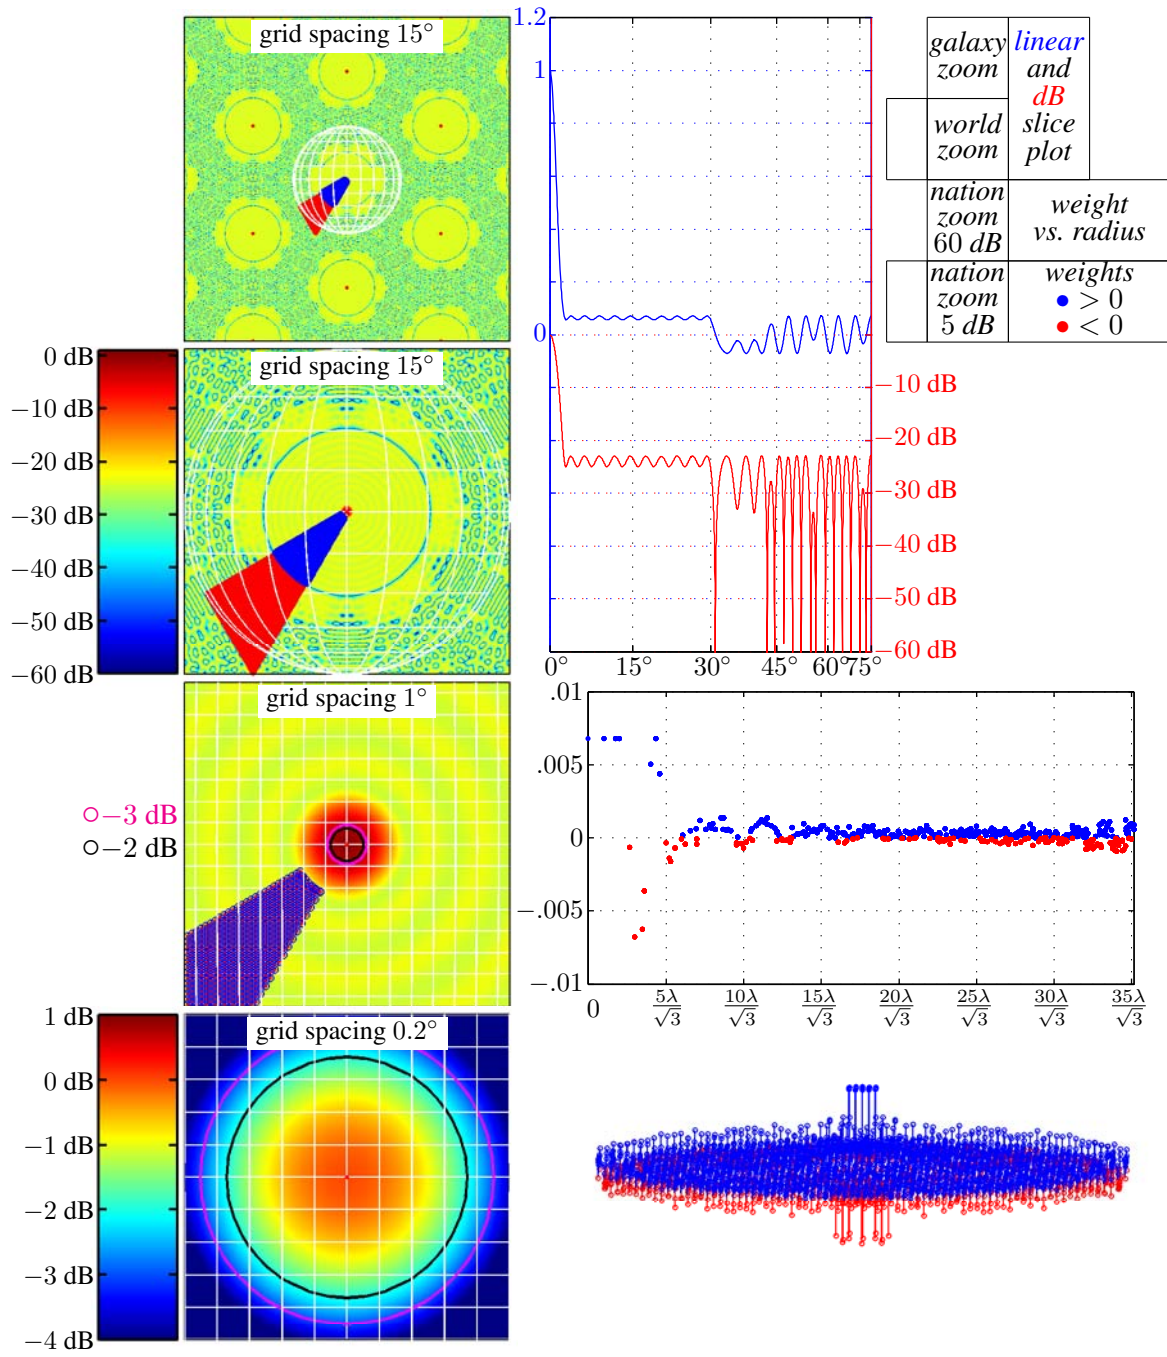 grid spacing 15°
1.2
1
0
−10 dB
−20 dB
−30 dB
−40 dB
−50 dB
−60 dB
0°
15°
30°
45°
60°
75°
galaxy
zoom
linear
and
dB
slice
plot
world
zoom
nation
zoom
60 dB
weight
vs. radius
nation
zoom
5 dB
weights
> 0
< 0
grid spacing 15°
0 dB
−10 dB
−20 dB
−30 dB
−40 dB
−50 dB
−60 dB
grid spacing 1°
−3 dB
−2 dB
.01
.005
0
−.005
−.01
0
5λ/√3
10λ/√3
15λ/√3
20λ/√3
25λ/√3
30λ/√3
35λ/√3
grid spacing 0.2°
1 dB
0 dB
−1 dB
−2 dB
−3 dB
−4 dB